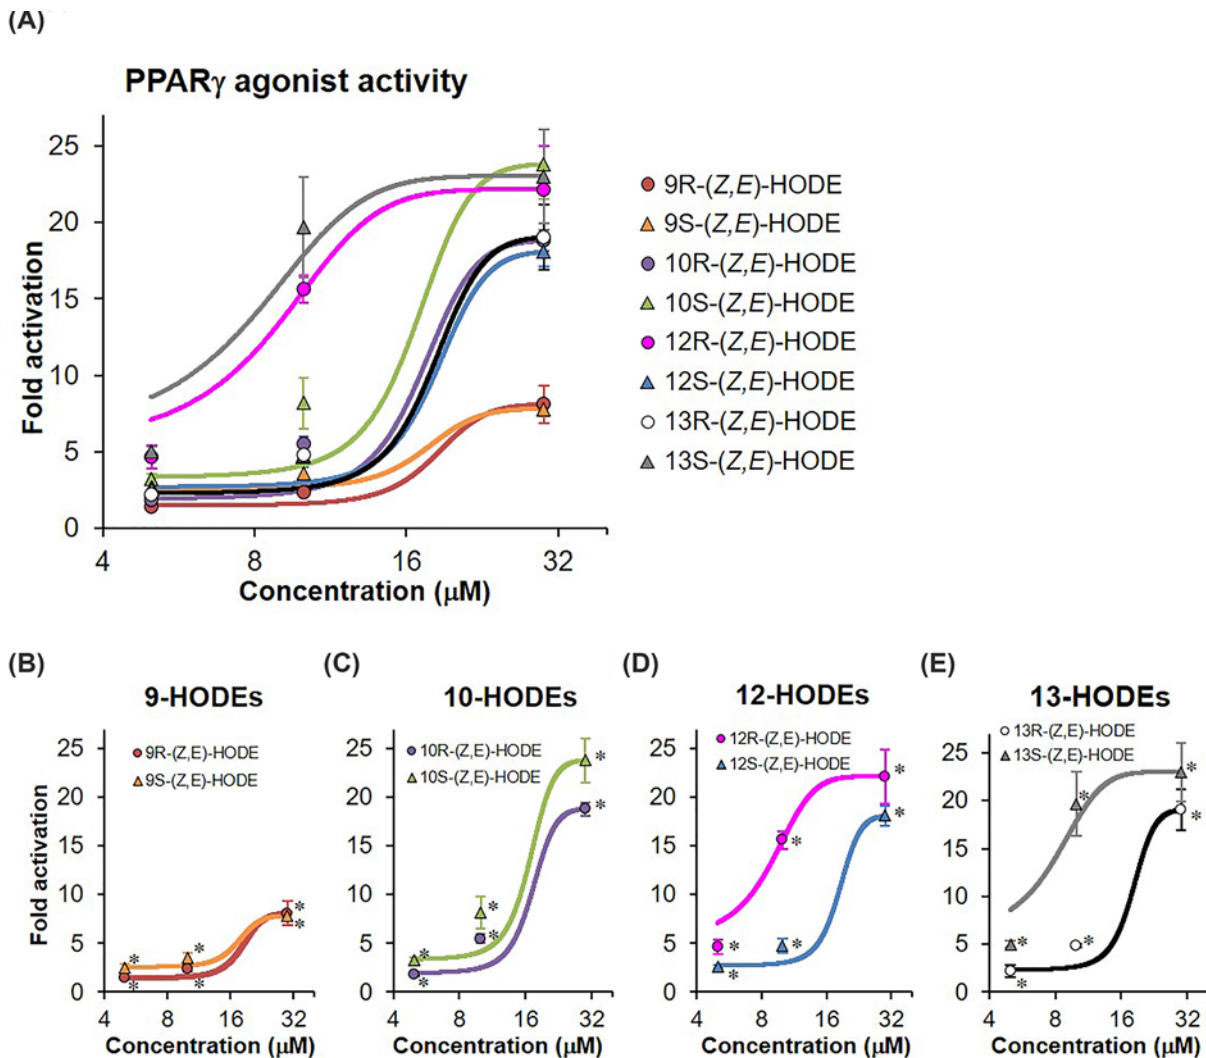 (A)
PPARγ agonist activity
25
20
15
10
5
0
Fold activation
4 8 16 32
Concentration (μM)
9R-(Z,E)-HODE
9S-(Z,E)-HODE
10R-(Z,E)-HODE
10S-(Z,E)-HODE
12R-(Z,E)-HODE
12S-(Z,E)-HODE
13R-(Z,E)-HODE
13S-(Z,E)-HODE
(B)
9-HODEs
9R-(Z,E)-HODE
9S-(Z,E)-HODE
25
20
15
10
5
0
Fold activation
* *
* *
* *
4 8 16 32
Concentration (μM)
(C)
10-HODEs
10R-(Z,E)-HODE
10S-(Z,E)-HODE
25
20
15
10
5
0
* *
* *
* *
4 8 16 32
Concentration (μM)
(D)
12-HODEs
12R-(Z,E)-HODE
12S-(Z,E)-HODE
25
20
15
10
5
0
* *
* *
* *
4 8 16 32
Concentration (μM)
(E)
13-HODEs
13R-(Z,E)-HODE
13S-(Z,E)-HODE
25
20
15
10
5
0
* *
* *
* *
4 8 16 32
Concentration (μM)